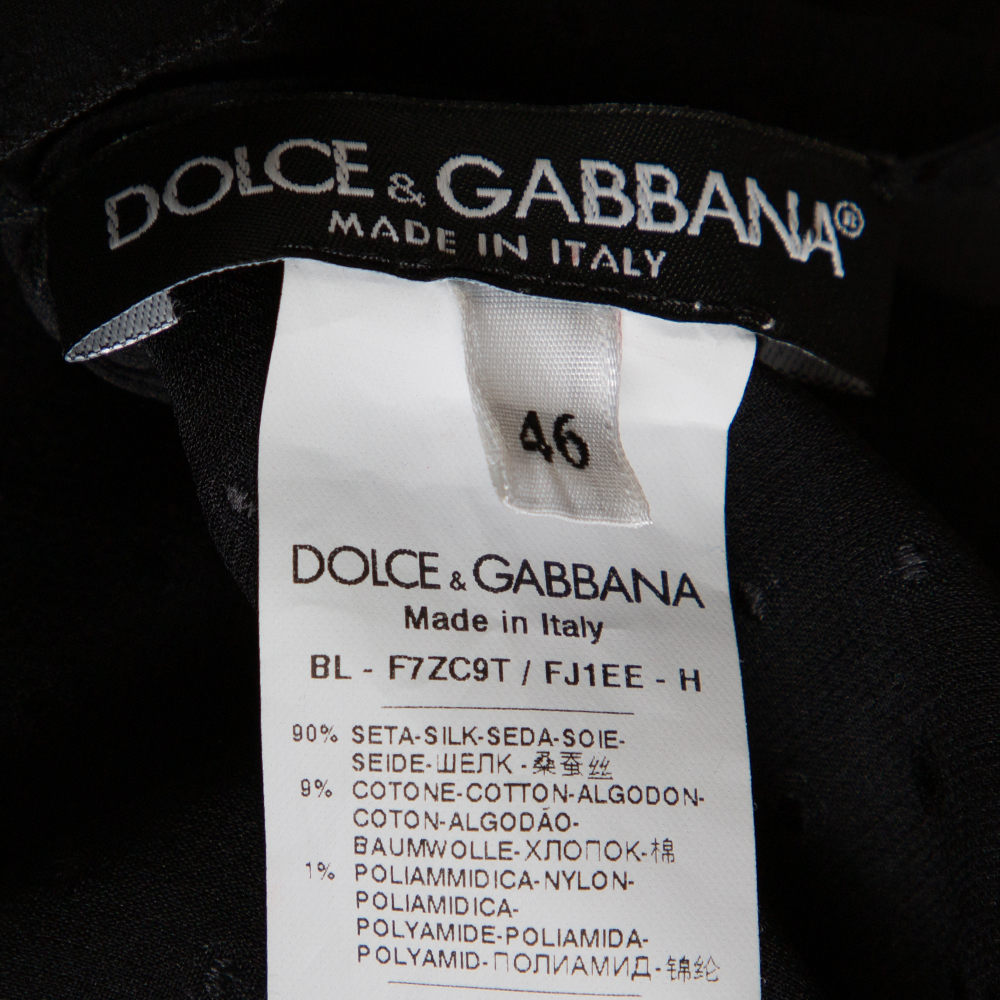 DOLCE & GABBANA®
MADE IN ITALY
46
DOLCE & GABBANA
Made in Italy
BL - F7ZC9T / FJ1EE - H
90% SETA-SILK-SEDA-SOIE-
SEIDE-ШЁЛК-桑蚕丝
9% COTONE-COTTON-ALGODON-
COTON-ALGODÃO-
BAUMWOLLE-ХЛОПОК-棉
1% POLIAMMIDICA-NYLON-
POLIAMIDICA-
POLYAMIDE-POLIAMIDA-
POLYAMID-ПОЛИАМИД-锦纶